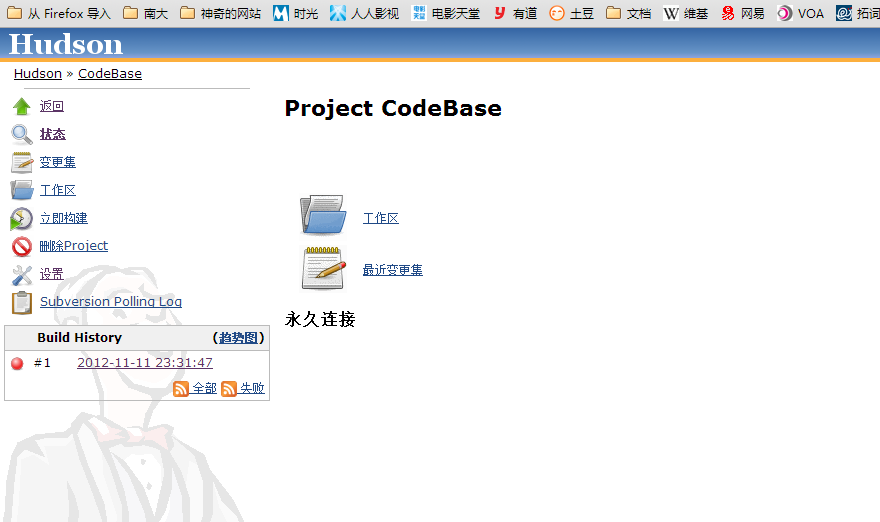 从 Firefox 导入 南大 神奇的网站 时光 人人影视 电影天堂 有道 土豆 文档 维基 网易 VOA 拓词
Hudson
Hudson » CodeBase
返回
状态
变更集
工作区
立即构建
删除Project
设置
Subversion Polling Log
Build History (趋势图)
#1 2012-11-11 23:31:47
全部 失败
Project CodeBase
工作区
最近变更集
永久连接